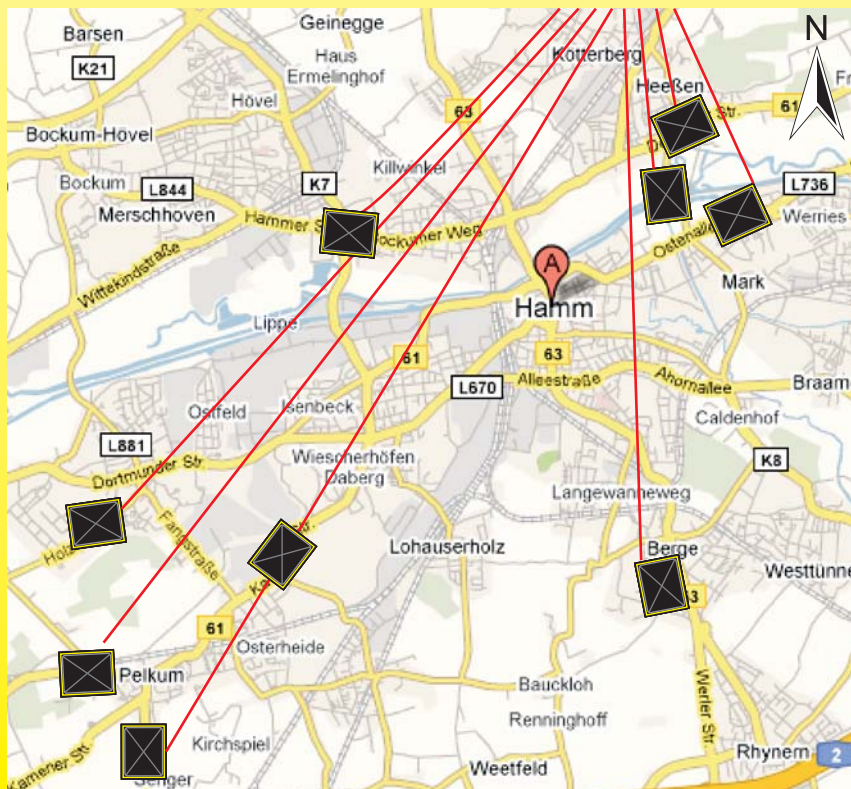 Geinegge
Barsen
N
K21
Haus
Ermelinghof
Kötterberg
Heeßen
Hövel
63
61
Str.
Bockum-Hövel
Killwinkel
Bockum
L844
K7
L736
Merschhoven
Hammer
Bockumer Weg
Werries
Ostenallee
Wittekindstraße
A
Mark
Lippe
Hamm
61
63
L670
Alleestraße
Ahornallee
Braam
Ostfeld
Isenbeck
Caldenhof
L881
Wiescherhöfen
Daberg
K8
Dortmunder Str
Langewanneweg
Fangstraße
str.
Lohauserholz
Berge
Westtünne
61
Osterheide
Pelkum
Bauckloh
Werler Str.
Renninghoff
Kirchspiel
Rhynern
2
Kamener Str.
Weetfeld